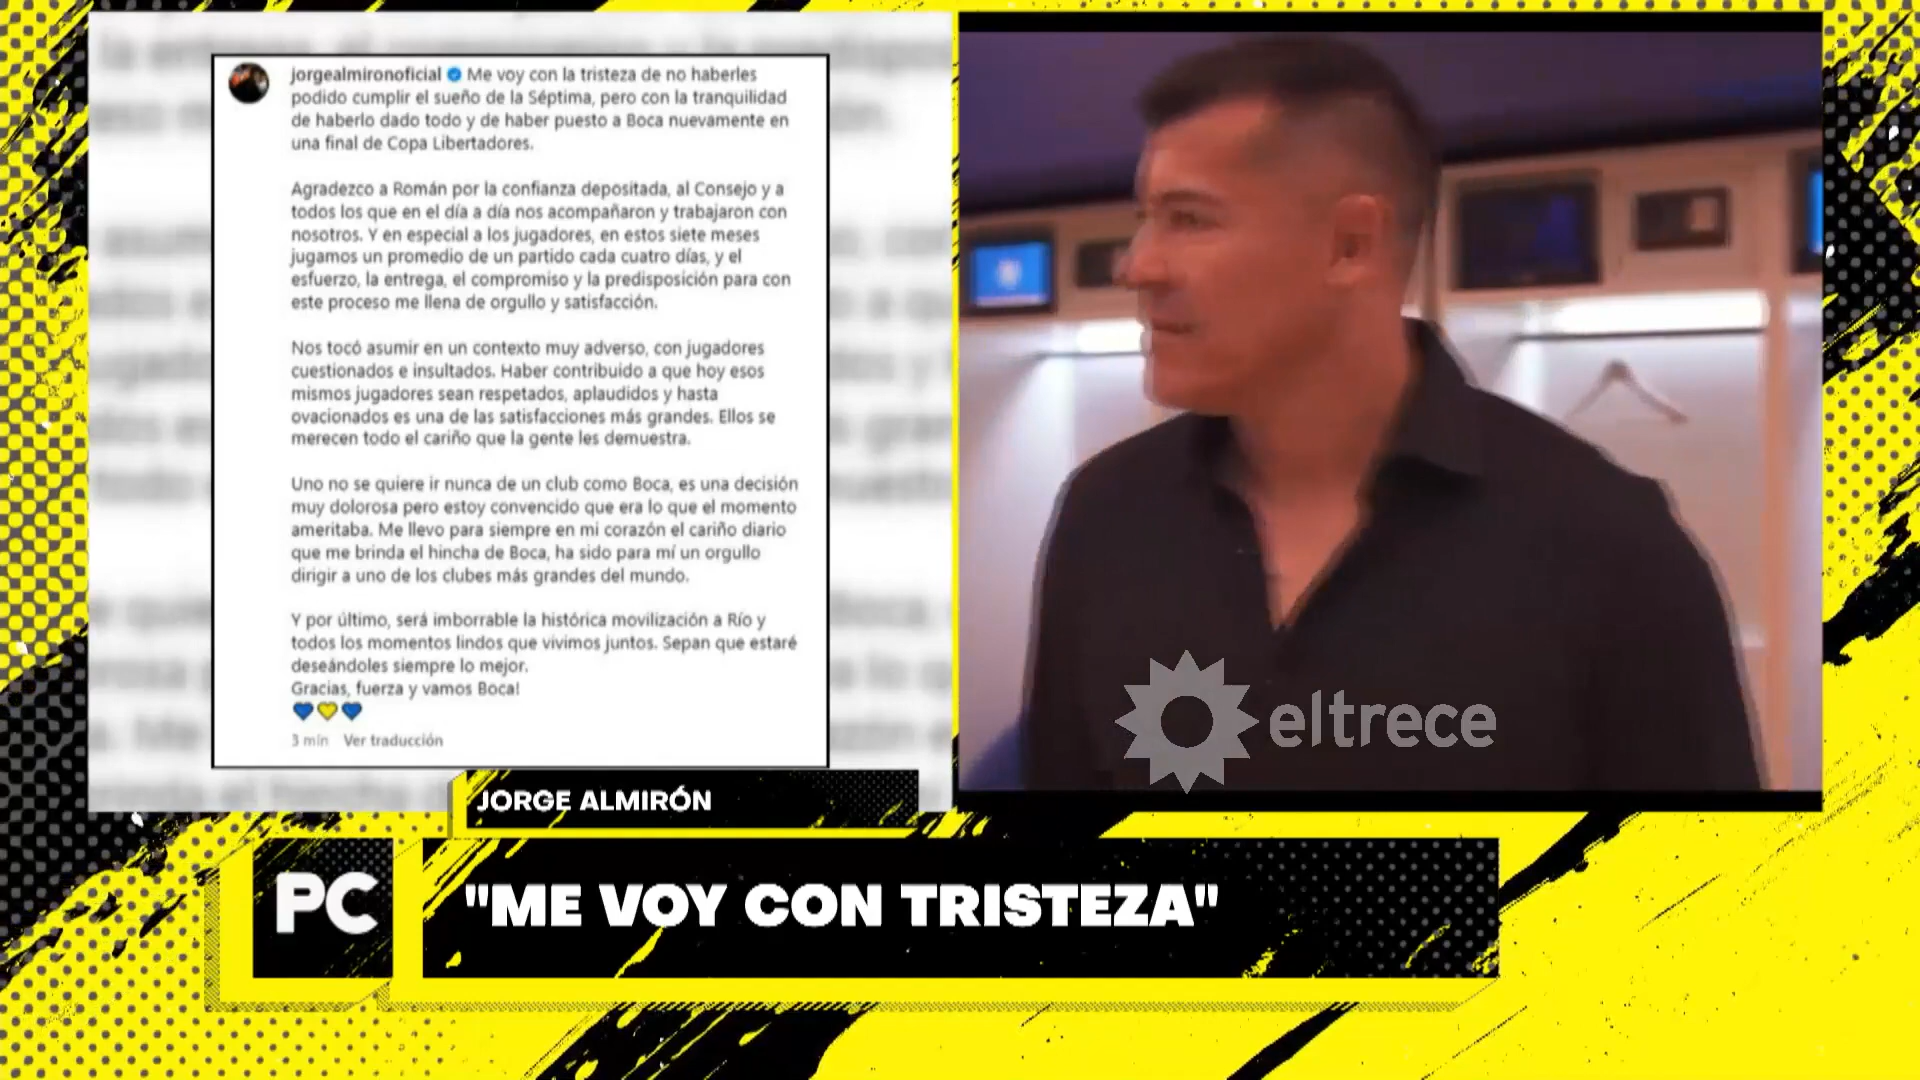 jorgealmironoficial Me voy con la tristeza de no haberles
podido cumplir el sueño de la Séptima, pero con la tranquilidad
de haberlo dado todo y de haber puesto a Boca nuevamente en
una final de Copa Libertadores.
Agradezco a Román por la confianza depositada, al Consejo y a
todos los que en el día a día nos acompañaron y trabajaron con
nosotros. Y en especial a los jugadores, en estos siete meses
jugamos un promedio de un partido cada cuatro días, y el
esfuerzo, la entrega, el compromiso y la predisposición para con
este proceso me llena de orgullo y satisfacción.
Nos tocó asumir en un contexto muy adverso, con jugadores
cuestionados e insultados. Haber contribuido a que hoy esos
mismos jugadores sean respetados, aplaudidos y hasta
ovacionados es una de las satisfacciones más grandes. Ellos se
merecen todo el cariño que la gente les demuestra.
Uno no se quiere ir nunca de un club como Boca, es una decisión
muy dolorosa pero estoy convencido que era lo que el momento
ameritaba. Me llevo para siempre en mi corazón el cariño diario
que me brinda el hincha de Boca, ha sido para mí un orgullo
dirigir a uno de los clubes más grandes del mundo.
Y por último, será imborrable la histórica movilización a Río y
todos los momentos lindos que vivimos juntos. Sepan que estaré
deseándoles siempre lo mejor.
Gracias, fuerza y vamos Boca!
💙💛💙
3 min Ver traducción
eltrece
JORGE ALMIRÓN
PC
"ME VOY CON TRISTEZA"